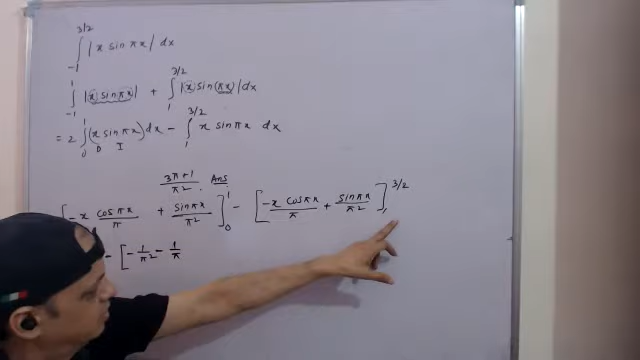 ∫_{-1}^{3/2} |x sin πx| dx
∫_{-1}^{1} |x sin πx| + ∫_{1}^{3/2} |x sin(πx)| dx
= 2 ∫_{0}^{1} (x sin πx) dx - ∫_{1}^{3/2} x sin πx dx
I
(3π+1)/π2 . Ans
[-x cos πx/π + sin πx/π2]_{0}^{1} - [-x cos πx/π + sin πx/π2]_{1}^{3/2}
- [-1/π2 - 1/π